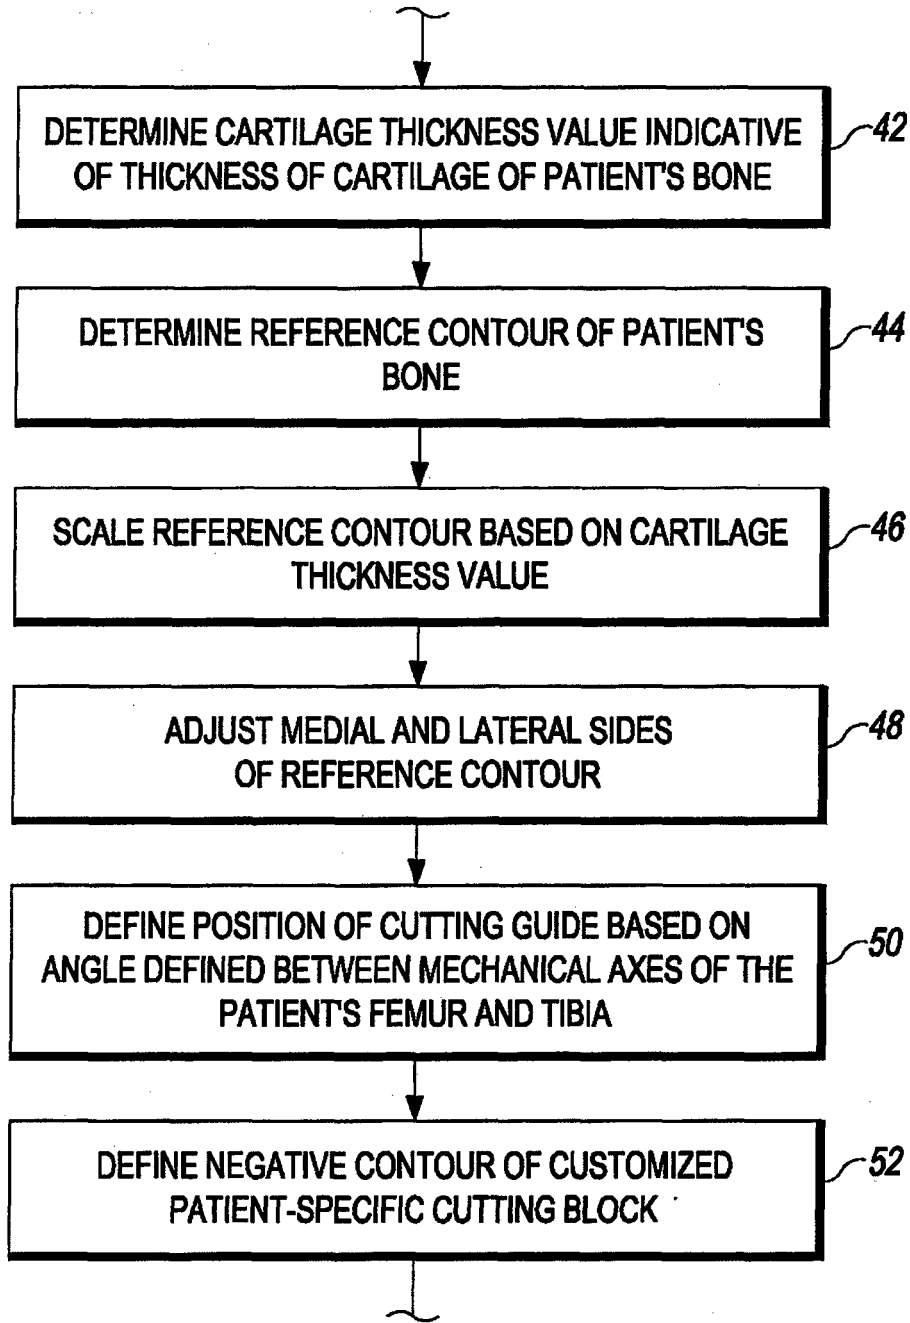 DETERMINE CARTILAGE THICKNESS VALUE INDICATIVE
OF THICKNESS OF CARTILAGE OF PATIENT'S BONE
42
DETERMINE REFERENCE CONTOUR OF PATIENT'S
BONE
44
SCALE REFERENCE CONTOUR BASED ON CARTILAGE
THICKNESS VALUE
46
ADJUST MEDIAL AND LATERAL SIDES
OF REFERENCE CONTOUR
48
DEFINE POSITION OF CUTTING GUIDE BASED ON
ANGLE DEFINED BETWEEN MECHANICAL AXES OF THE
PATIENT'S FEMUR AND TIBIA
50
DEFINE NEGATIVE CONTOUR OF CUSTOMIZED
PATIENT-SPECIFIC CUTTING BLOCK
52